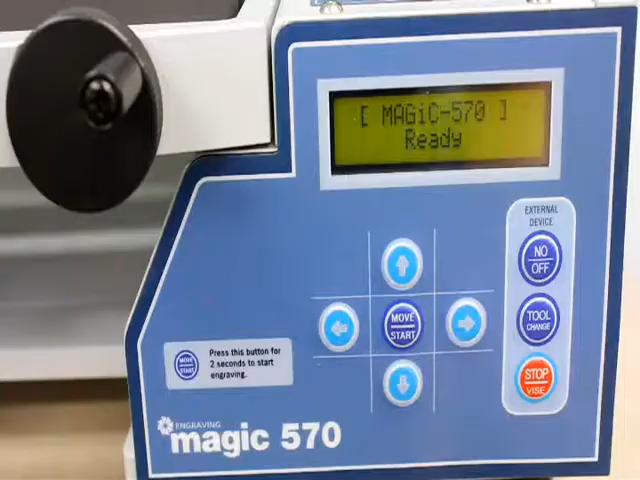 [ MAGiC-570 ]
Ready
EXTERNAL
DEVICE
NO
OFF
MOVE
START
TOOL
CHANGE
STOP
VISE
MOVE
START
Press this button for
2 seconds to start
engraving.
ENGRAVING
magic 570